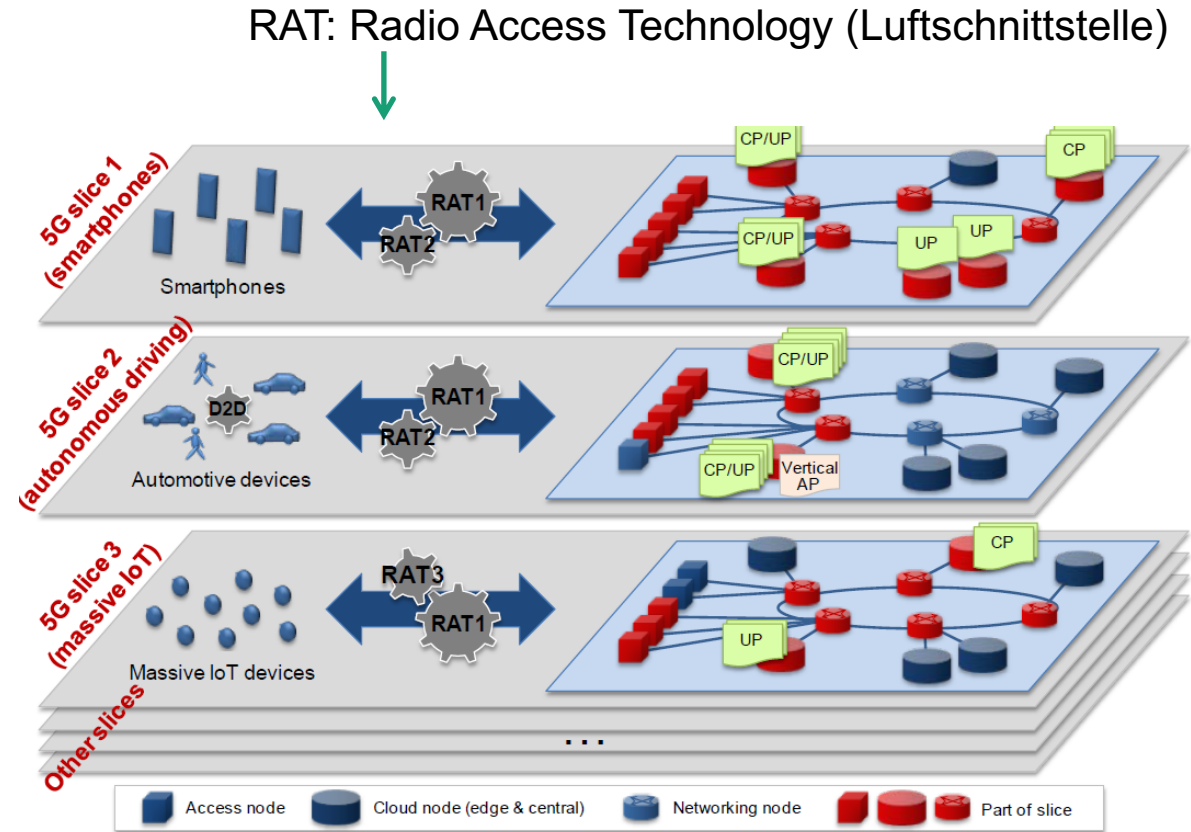 RAT: Radio Access Technology (Luftschnittstelle)
5G slice 1
(smartphones)
Smartphones
RAT1
RAT2
CP/UP
CP
CP/UP
UP
UP
5G slice 2
(autonomous driving)
D2D
Automotive devices
RAT1
RAT2
CP/UP
CP/UP
Vertical
AP
5G slice 3
(massive IoT)
Massive IoT devices
RAT3
RAT1
CP
UP
Other slices
...
Access node
Cloud node (edge & central)
Networking node
Part of slice